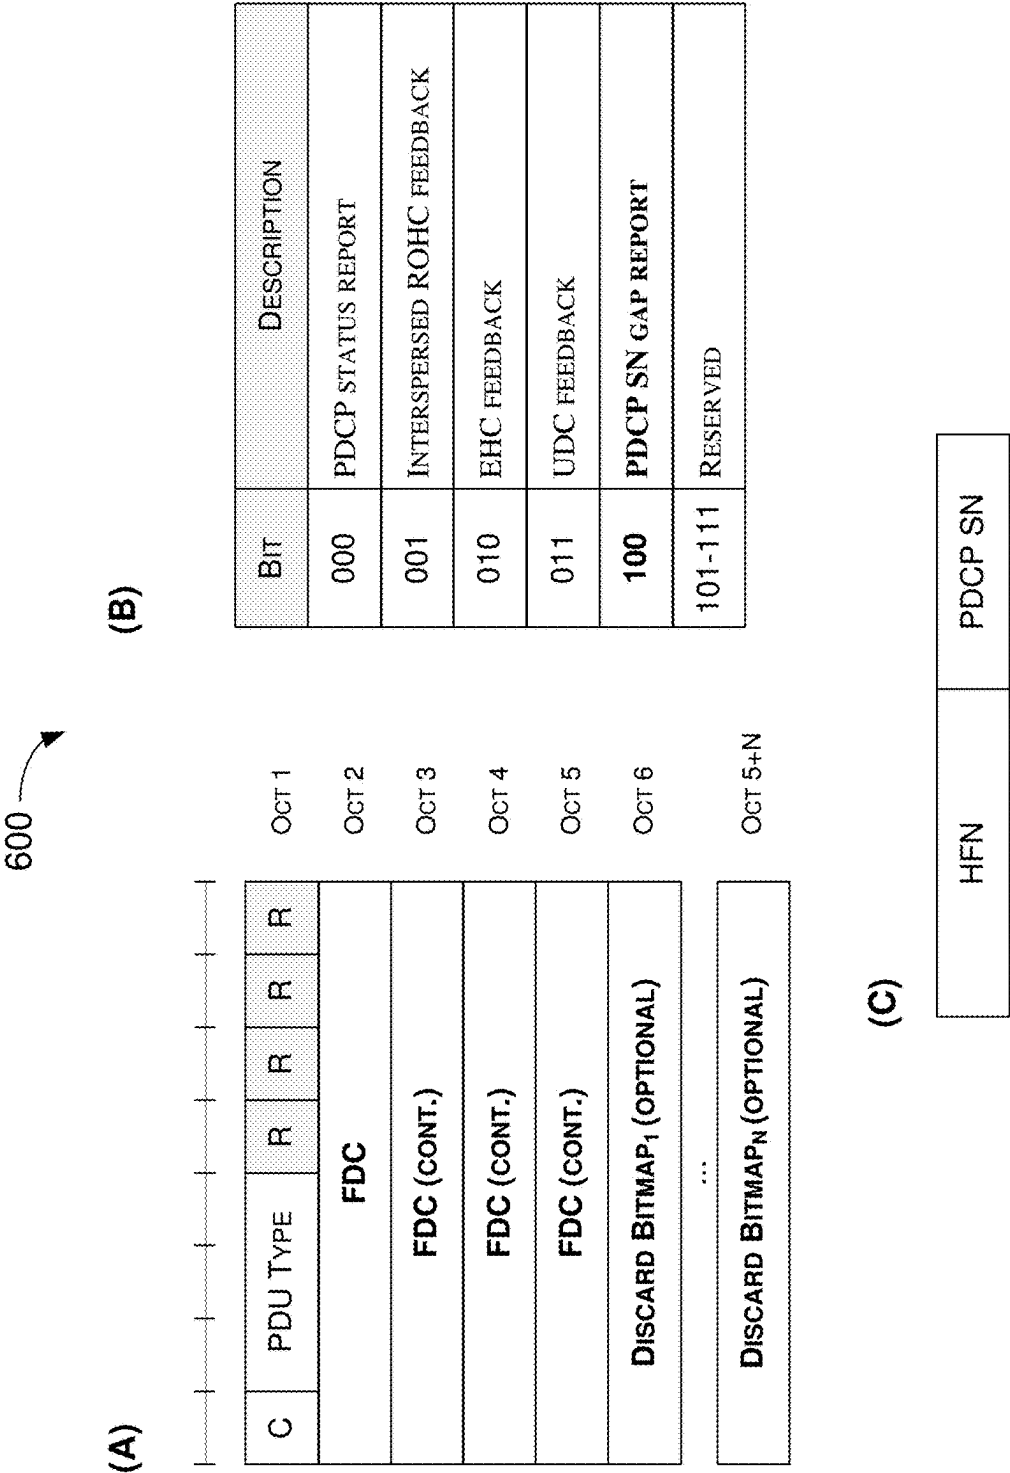 600
(A)
C PDU TYPE R R R R OCT 1
FDC OCT 2
FDC (CONT.) OCT 3
FDC (CONT.) OCT 4
FDC (CONT.) OCT 5
DISCARD BITMAP1 (OPTIONAL) OCT 6
...
DISCARD BITMAPN (OPTIONAL) OCT 5+N
(B)
BIT DESCRIPTION
000 PDCP STATUS REPORT
001 INTERSPERSED ROHC FEEDBACK
010 EHC FEEDBACK
011 UDC FEEDBACK
100 PDCP SN GAP REPORT
101-111 RESERVED
(C)
HFN PDCP SN